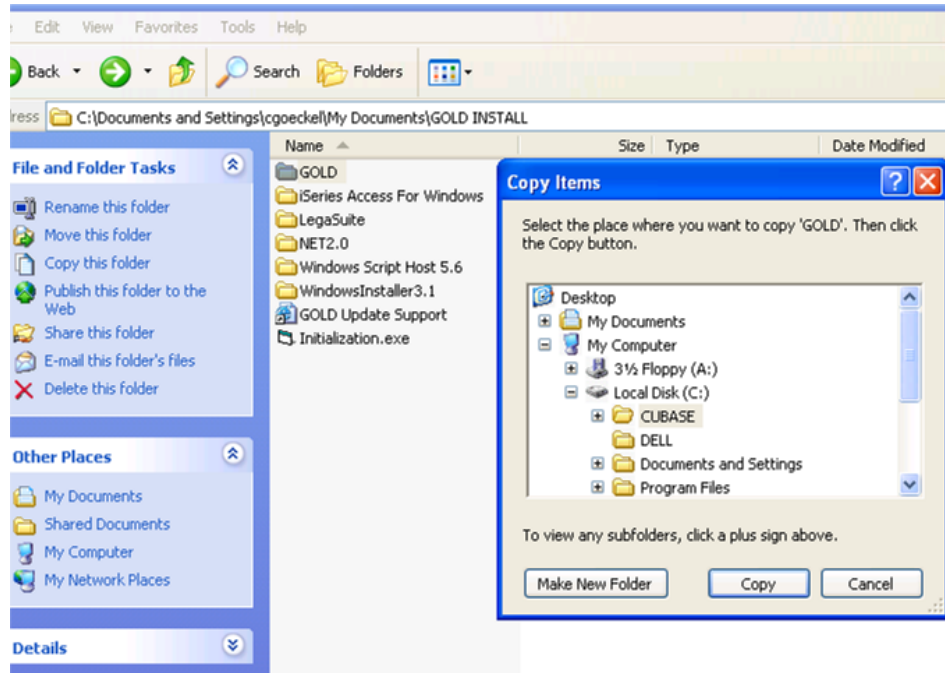 Edit View Favorites Tools Help
Back Search Folders
ress C:\Documents and Settings\cgoeckel\My Documents\GOLD INSTALL
Name Size Type Date Modified
File and Folder Tasks
Rename this folder
Move this folder
Copy this folder
Publish this folder to the
Web
Share this folder
E-mail this folder's files
Delete this folder
Other Places
My Documents
Shared Documents
My Computer
My Network Places
Details
GOLD
iSeries Access For Windows
LegaSuite
NET2.0
Windows Script Host 5.6
WindowsInstaller3.1
GOLD Update Support
Initialization.exe
Copy Items
Select the place where you want to copy 'GOLD'. Then click
the Copy button.
Desktop
My Documents
My Computer
3½ Floppy (A:)
Local Disk (C:)
CUBASE
DELL
Documents and Settings
Program Files
To view any subfolders, click a plus sign above.
Make New Folder Copy Cancel